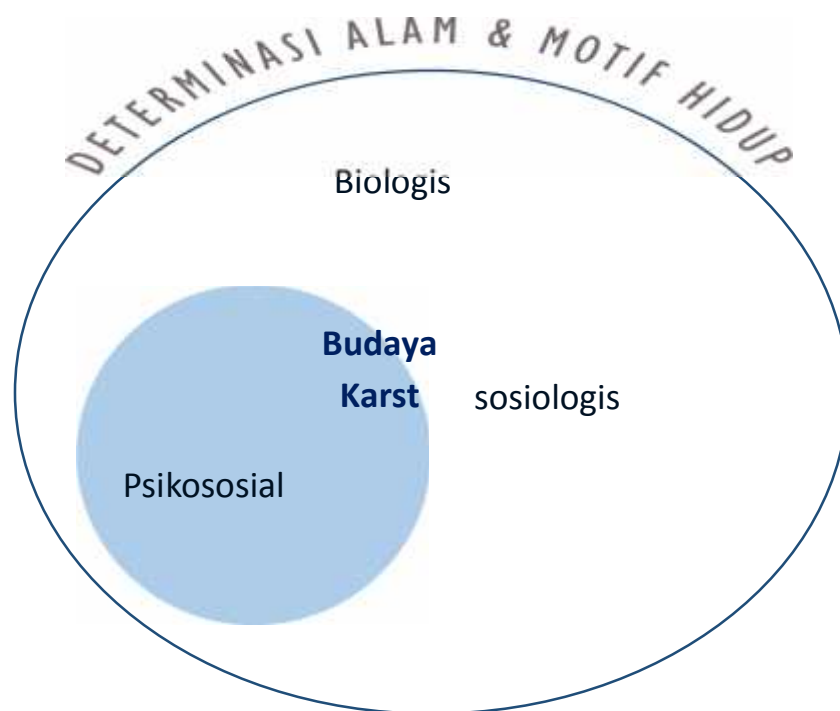 DETERMINASI ALAM & MOTIF HIDUP
Biologis
Budaya
Karst
sosiologis
Psikososial